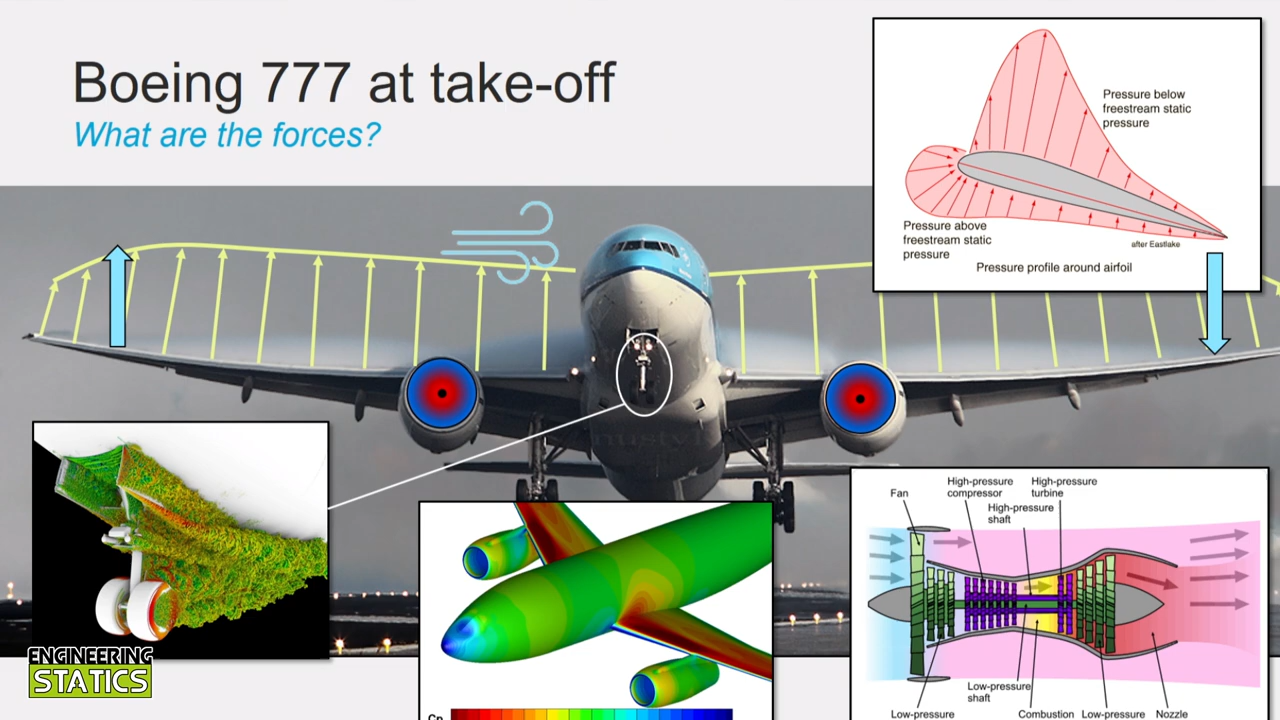 Boeing 777 at take-off
What are the forces?
Pressure below
freestream static
pressure
Pressure above
freestream static
pressure
after Eastlake
Pressure profile around airfoil
Fan
High-pressure
compressor
High-pressure
turbine
High-pressure
shaft
Low-pressure
shaft
Low-pressure
Combustion
Low-pressure
Nozzle
Cp
ENGINEERING
STATICS